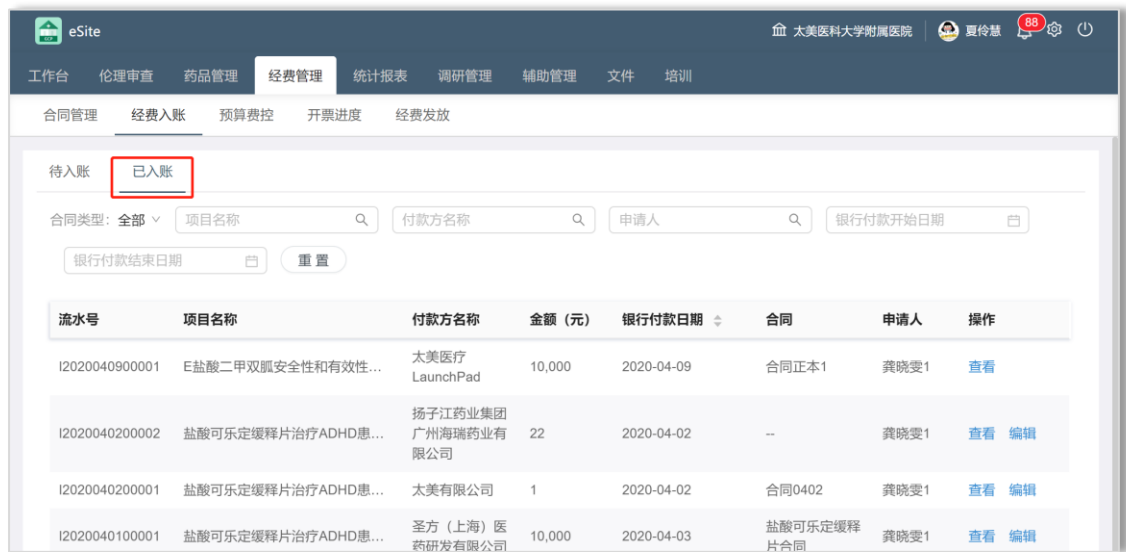 eSite
太美医科大学附属医院 夏伶慧 88
工作台 伦理审查 药品管理 经费管理 统计报表 调研管理 辅助管理 文件 培训
合同管理 经费入账 预算费控 开票进度 经费发放
待入账 已入账
合同类型: 全部 项目名称 付款方名称 申请人 银行付款开始日期
银行付款结束日期 重置
流水号 项目名称 付款方名称 金额（元） 银行付款日期 合同 申请人 操作
I2020040900001 E盐酸二甲双胍安全性和有效性... 太美医疗 10,000 2020-04-09 合同正本1 龚晓雯1 查看
LaunchPad
扬子江药业集团
I2020040200002 盐酸可乐定缓释片治疗ADHD患... 广州海瑞药业有 22 2020-04-02 -- 龚晓雯1 查看 编辑
限公司
I2020040200001 盐酸可乐定缓释片治疗ADHD患... 太美有限公司 1 2020-04-02 合同0402 龚晓雯1 查看 编辑
I2020040100001 盐酸可乐定缓释片治疗ADHD患... 圣方（上海）医 10,000 2020-04-03 盐酸可乐定缓释 龚晓雯1 查看 编辑
药研发有限公司 片合同